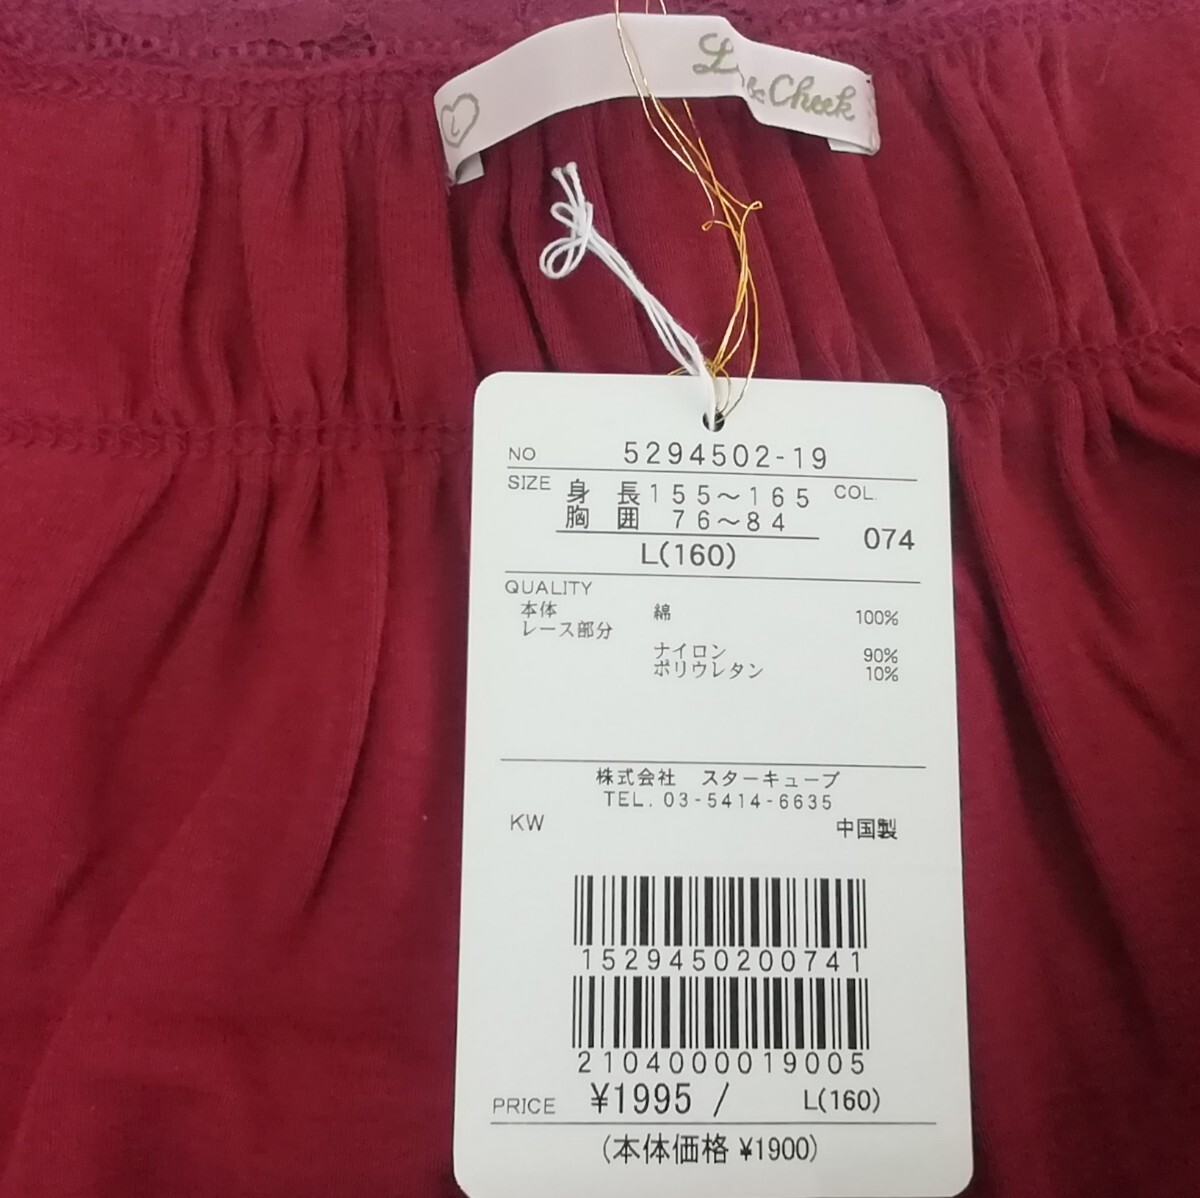 & Cheek
NO 5294502-19
SIZE 身長155～165 COL.
胸囲 76～84
L(160) 074
QUALITY
本体 綿 100%
レース部分
ナイロン 90%
ポリウレタン 10%
株式会社 スターキューブ
TEL. 03-5414-6635
KW 中国製
1529450200741
2104000019005
PRICE ¥1995 / L(160)
(本体価格 ¥1900)